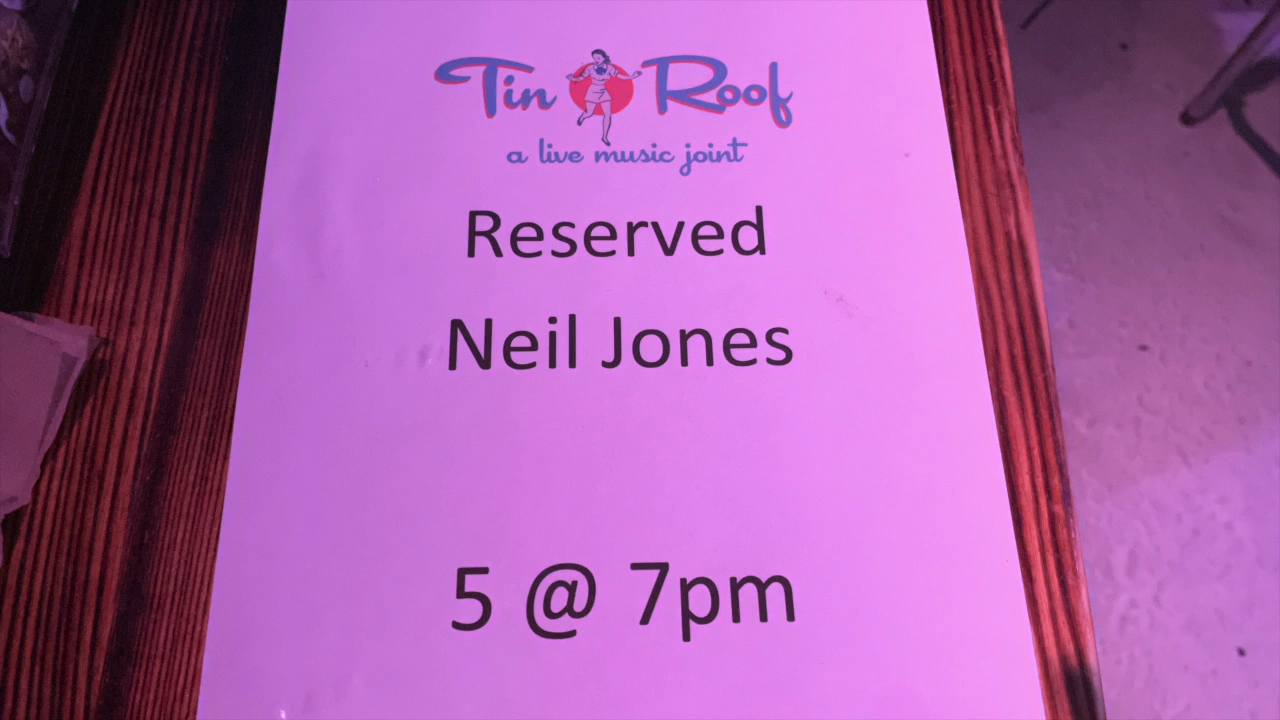 Tin Roof
a live music joint
Reserved
Neil Jones
5 @ 7pm